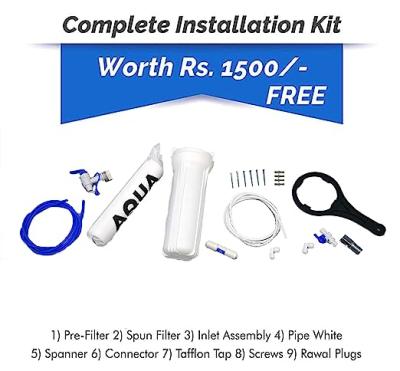 Complete Installation Kit
Worth Rs. 1500/-
FREE
AQUA
1) Pre-Filter 2) Spun Filter 3) Inlet Assembly 4) Pipe White
5) Spanner 6) Connector 7) Tafflon Tap 8) Screws 9) Rawal Plugs